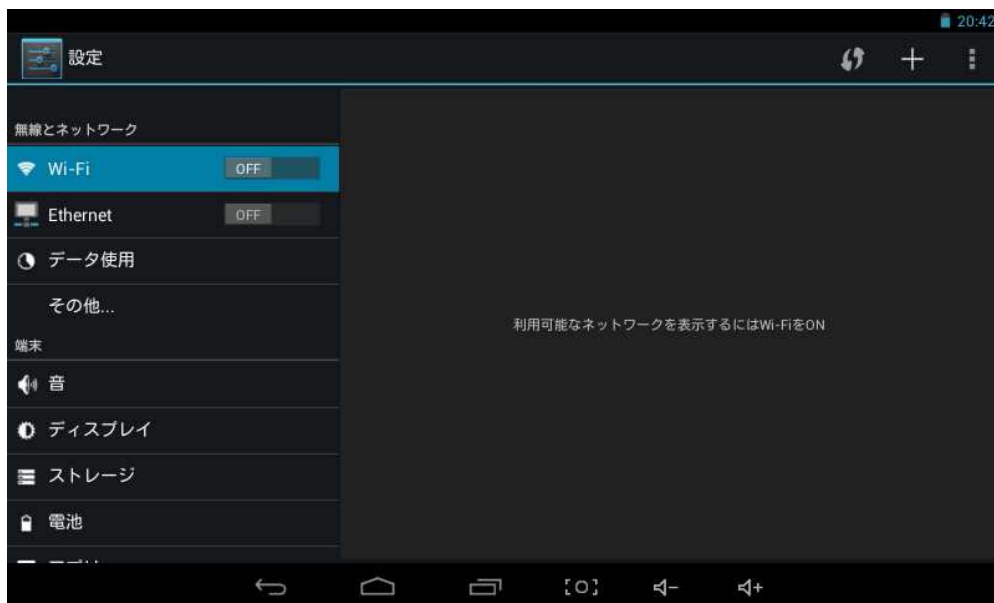 20:42
設定
無線とネットワーク
Wi-Fi OFF
Ethernet OFF
データ使用
その他...
利用可能なネットワークを表示するにはWi-FiをON
端末
音
ディスプレイ
ストレージ
電池